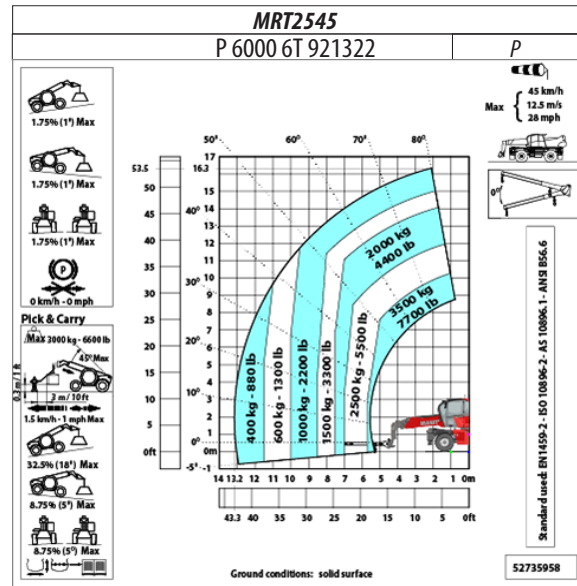 MRT2545
P 6000 6T 921322
P
1.75% (1°) Max
1.75% (1°) Max
1.75% (1°) Max
P
0 km/h - 0 mph
Pick & Carry
Max 3000 kg - 6600 lb
45° Max
0.3 m / 1 ft
3 m / 10 ft
1.5 km/h - 1 mph Max
32.5% (18°) Max
8.75% (5°) Max
8.75% (5°) Max
53.5
50
45
40
35
30
25
20
15
10
5
0ft
17
16.3
15
14
13
12
11
10
9
8
7
6
5
4
3
2
1
0m
-1
-5°
0°
10°
20°
30°
40°
50°
60°
70°
80°
400 kg - 880 lb
600 kg - 1300 lb
1000 kg - 2200 lb
1500 kg - 3300 lb
2500 kg - 5500 lb
2000 kg
4400 lb
3500 kg
7700 lb
14 13.2 12 11 10 9 8 7 6 5 4 3 2 1 0m
43.3 40 35 30 25 20 15 10 5 0ft
Ground conditions: solid surface
Max
45 km/h
12.5 m/s
28 mph
0°
Standard used: EN1459-2 - ISO 10896-2 - AS 10896.1 - ANSI B56.6
52735958